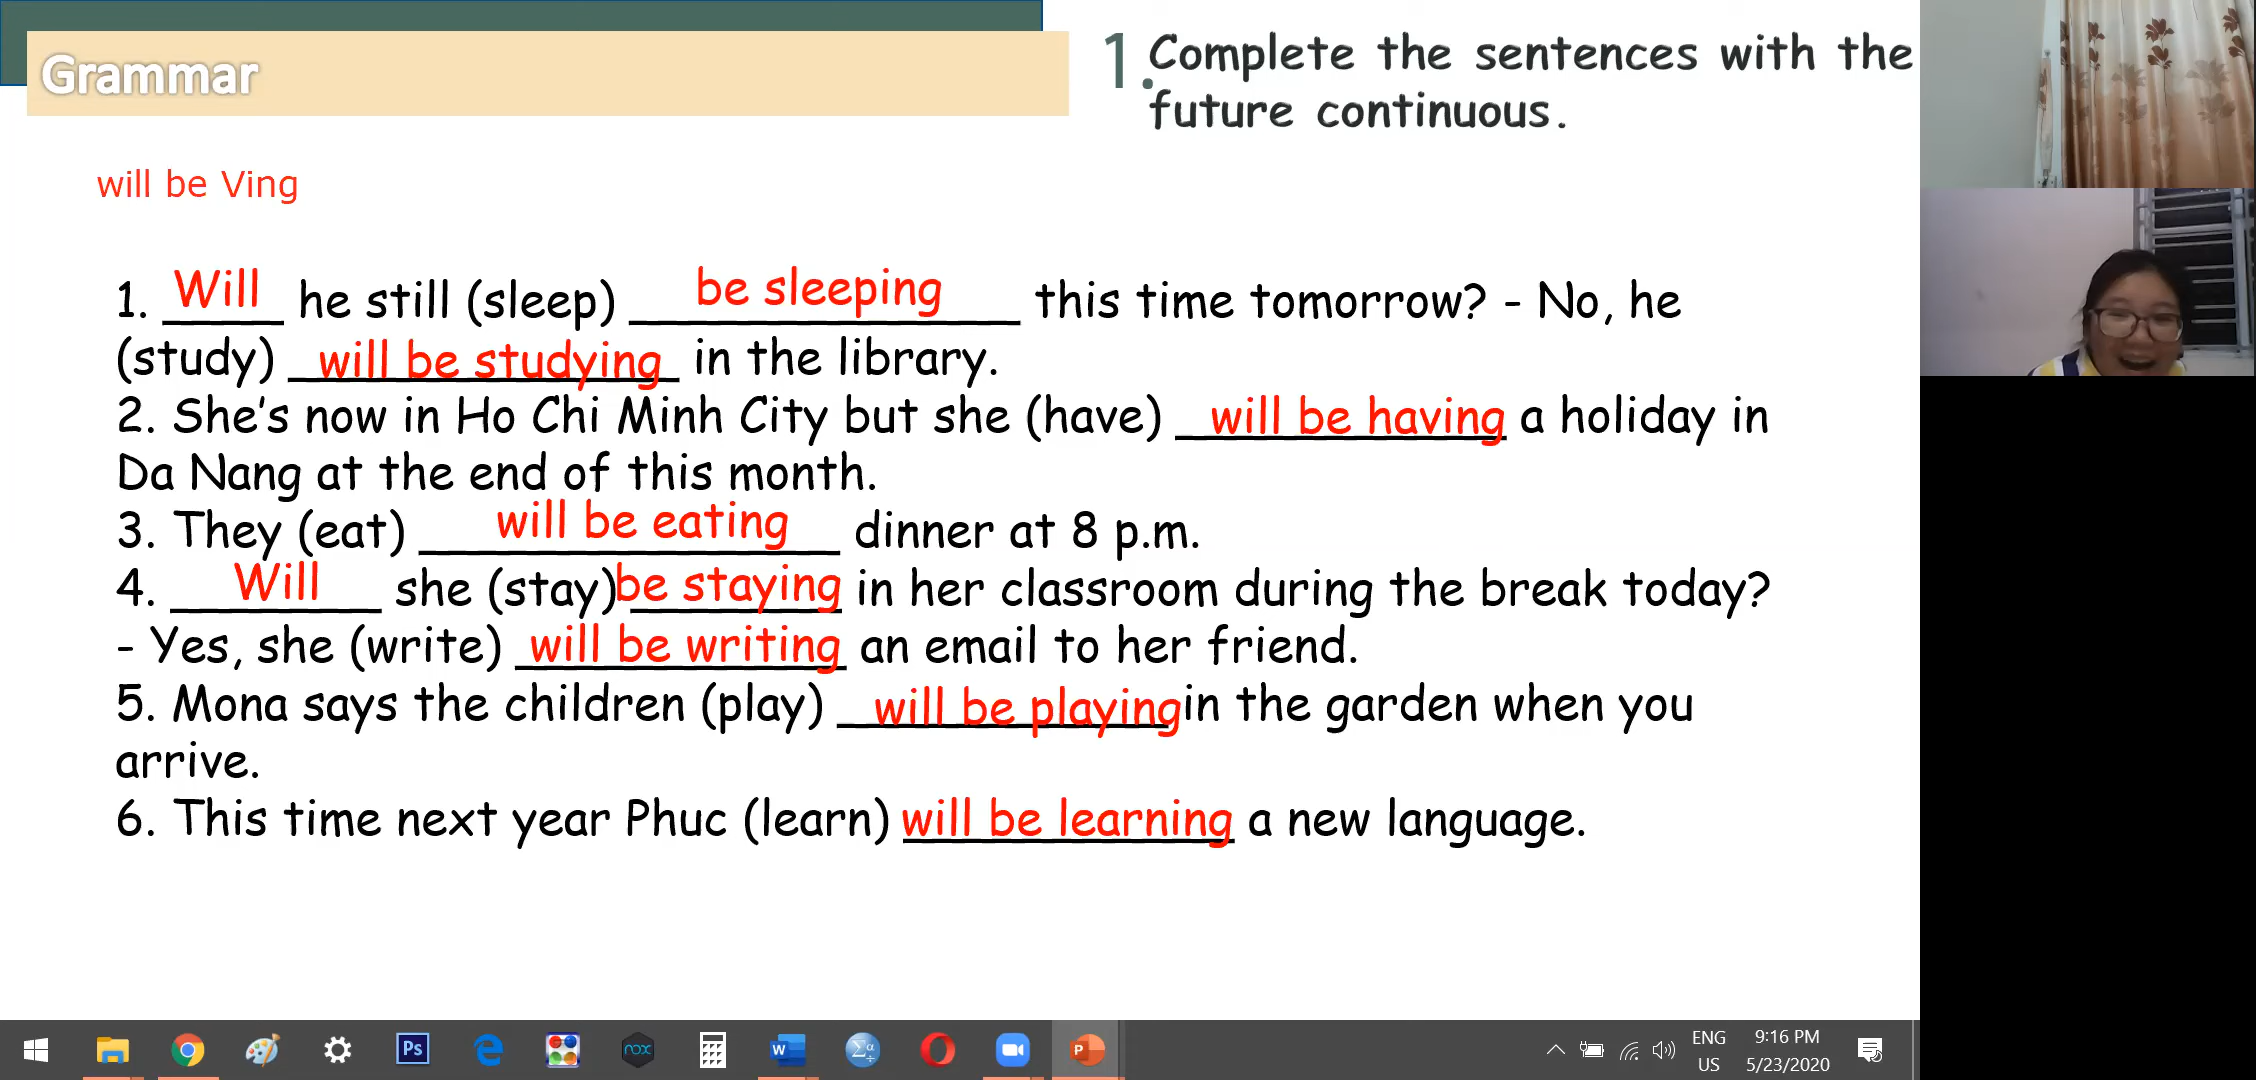 Grammar
1. Complete the sentences with the
future continuous.
will be Ving
1. Will he still (sleep) be sleeping this time tomorrow? - No, he
(study) will be studying in the library.
2. She's now in Ho Chi Minh City but she (have) will be having a holiday in
Da Nang at the end of this month.
3. They (eat) will be eating dinner at 8 p.m.
4. Will she (stay) be staying in her classroom during the break today?
- Yes, she (write) will be writing an email to her friend.
5. Mona says the children (play) will be playing in the garden when you
arrive.
6. This time next year Phuc (learn) will be learning a new language.
Ps
nox
W
Σα
P
ENG
US
9:16 PM
5/23/2020